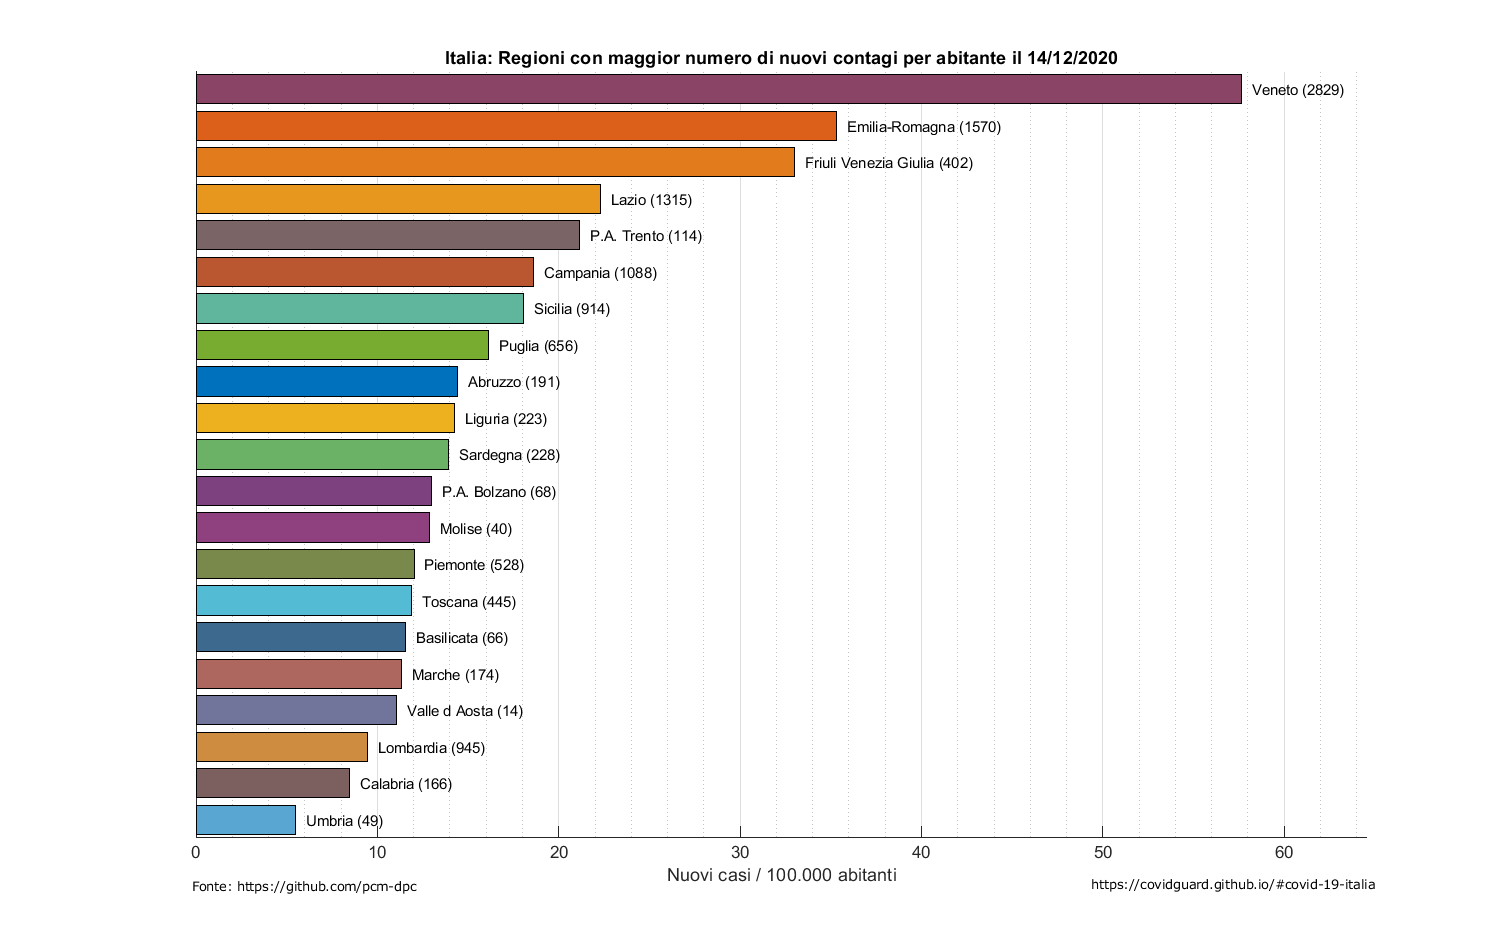 Italia: Regioni con maggior numero di nuovi contagi per abitante il 14/12/2020
Veneto (2829)
Emilia-Romagna (1570)
Friuli Venezia Giulia (402)
Lazio (1315)
P.A. Trento (114)
Campania (1088)
Sicilia (914)
Puglia (656)
Abruzzo (191)
Liguria (223)
Sardegna (228)
P.A. Bolzano (68)
Molise (40)
Piemonte (528)
Toscana (445)
Basilicata (66)
Marche (174)
Valle d Aosta (14)
Lombardia (945)
Calabria (166)
Umbria (49)
0 10 20 30 40 50 60
Nuovi casi / 100.000 abitanti
Fonte: https://github.com/pcm-dpc
https://covidguard.github.io/#covid-19-italia